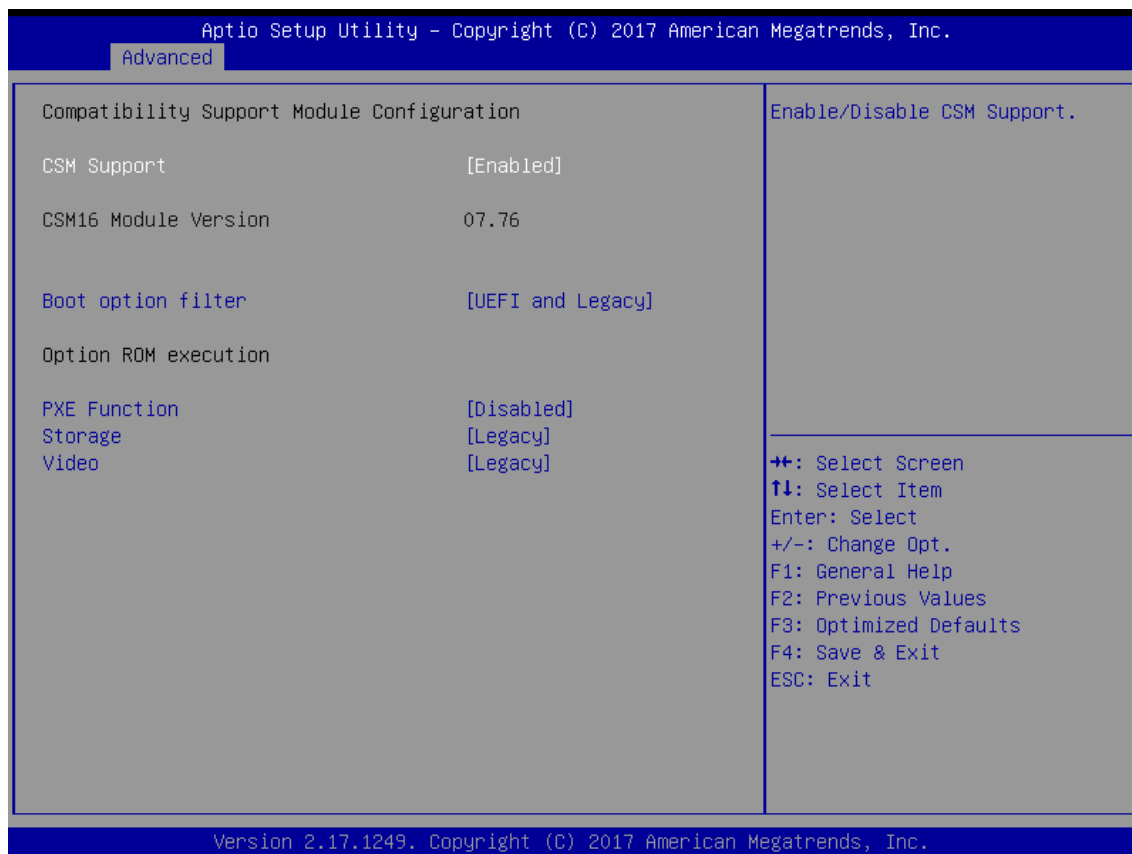 Aptio Setup Utility – Copyright (C) 2017 American Megatrends, Inc.
Advanced
Compatibility Support Module Configuration
CSM Support [Enabled]
CSM16 Module Version 07.76
Boot option filter [UEFI and Legacy]
Option ROM execution
PXE Function [Disabled]
Storage [Legacy]
Video [Legacy]
Enable/Disable CSM Support.
→←: Select Screen
↑↓: Select Item
Enter: Select
+/-: Change Opt.
F1: General Help
F2: Previous Values
F3: Optimized Defaults
F4: Save & Exit
ESC: Exit
Version 2.17.1249. Copyright (C) 2017 American Megatrends, Inc.